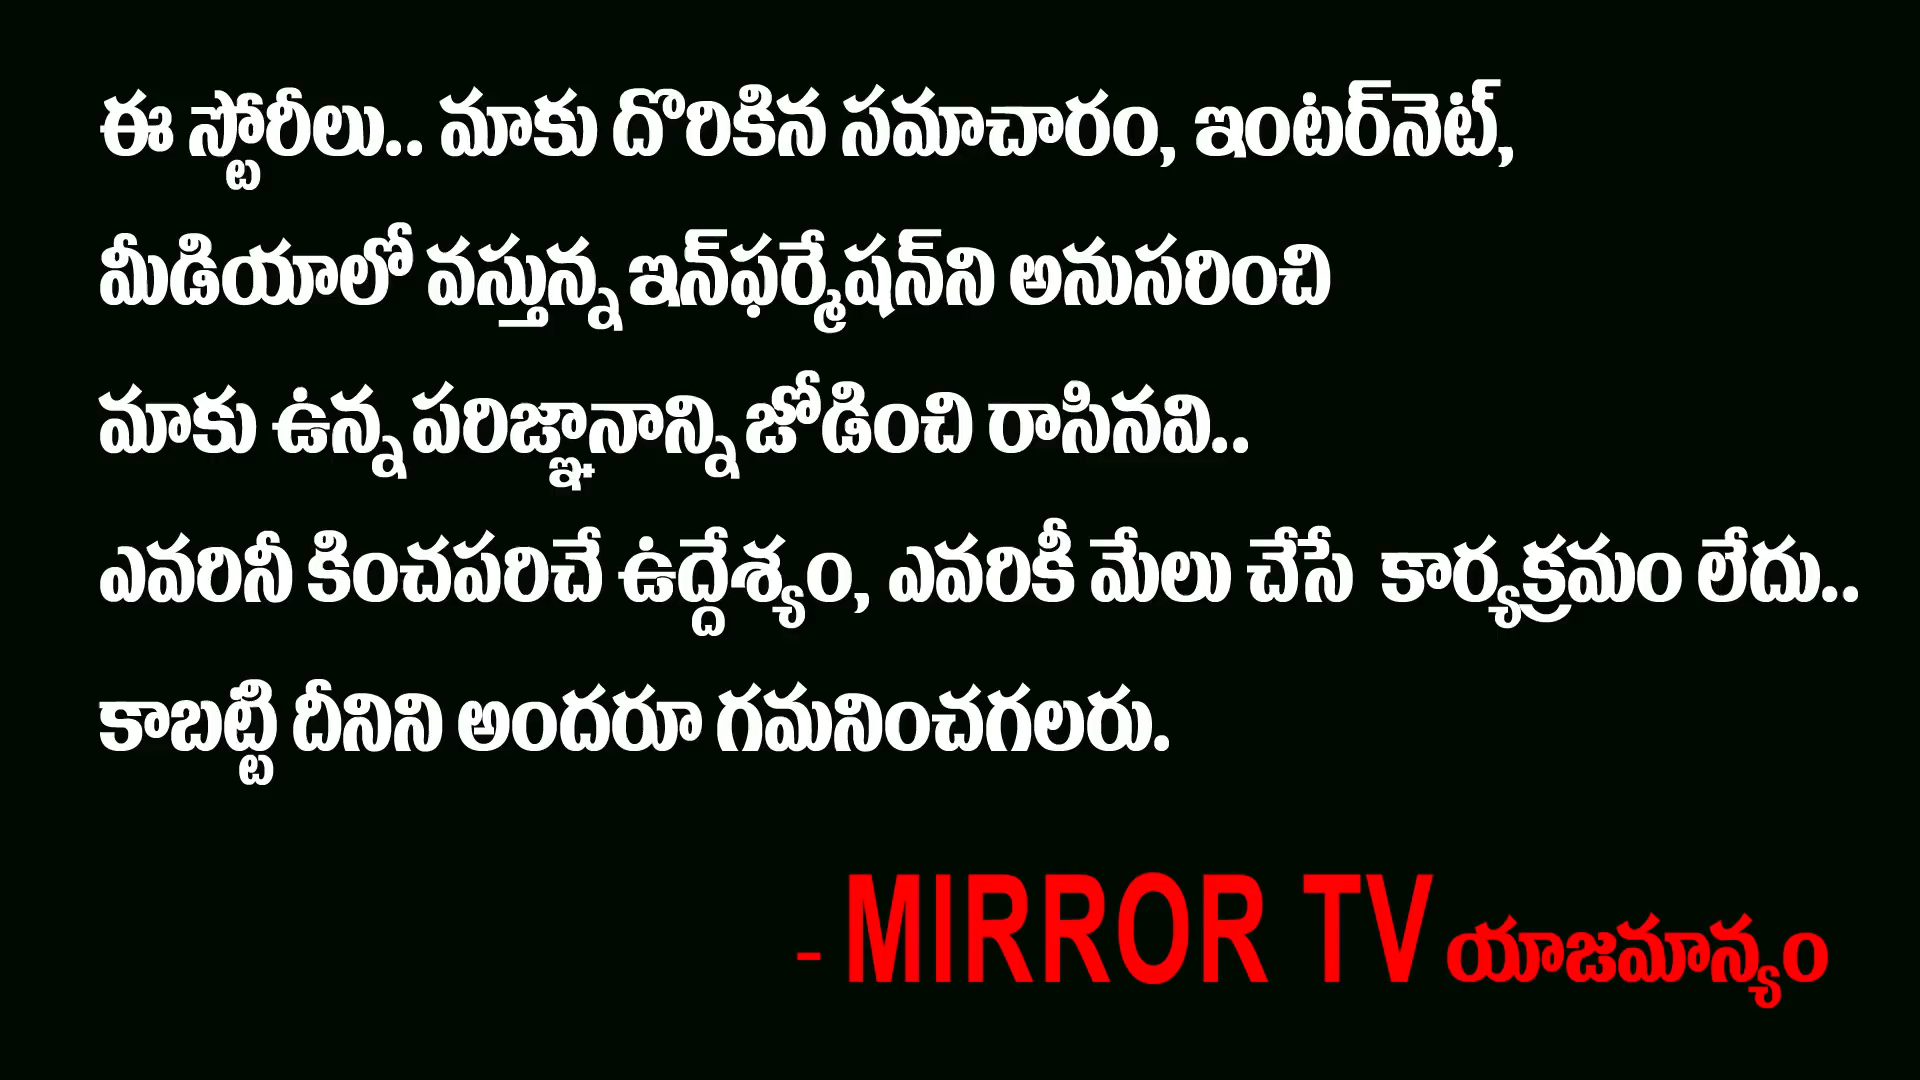 ఈ స్టోరీలు.. మాకు దొరికిన సమాచారం, ఇంటర్‌నెట్,
మీడియాలో వస్తున్న ఇన్‌ఫర్మేషన్‌ని అనుసరించి
మాకు ఉన్న పరిజ్ఞానాన్ని జోడించి రాసినవి..
ఎవరినీ కించపరిచే ఉద్దేశ్యం, ఎవరికీ మేలు చేసే కార్యక్రమం లేదు..
కాబట్టి దీనిని అందరూ గమనించగలరు.
- MIRROR TV యాజమాన్యం